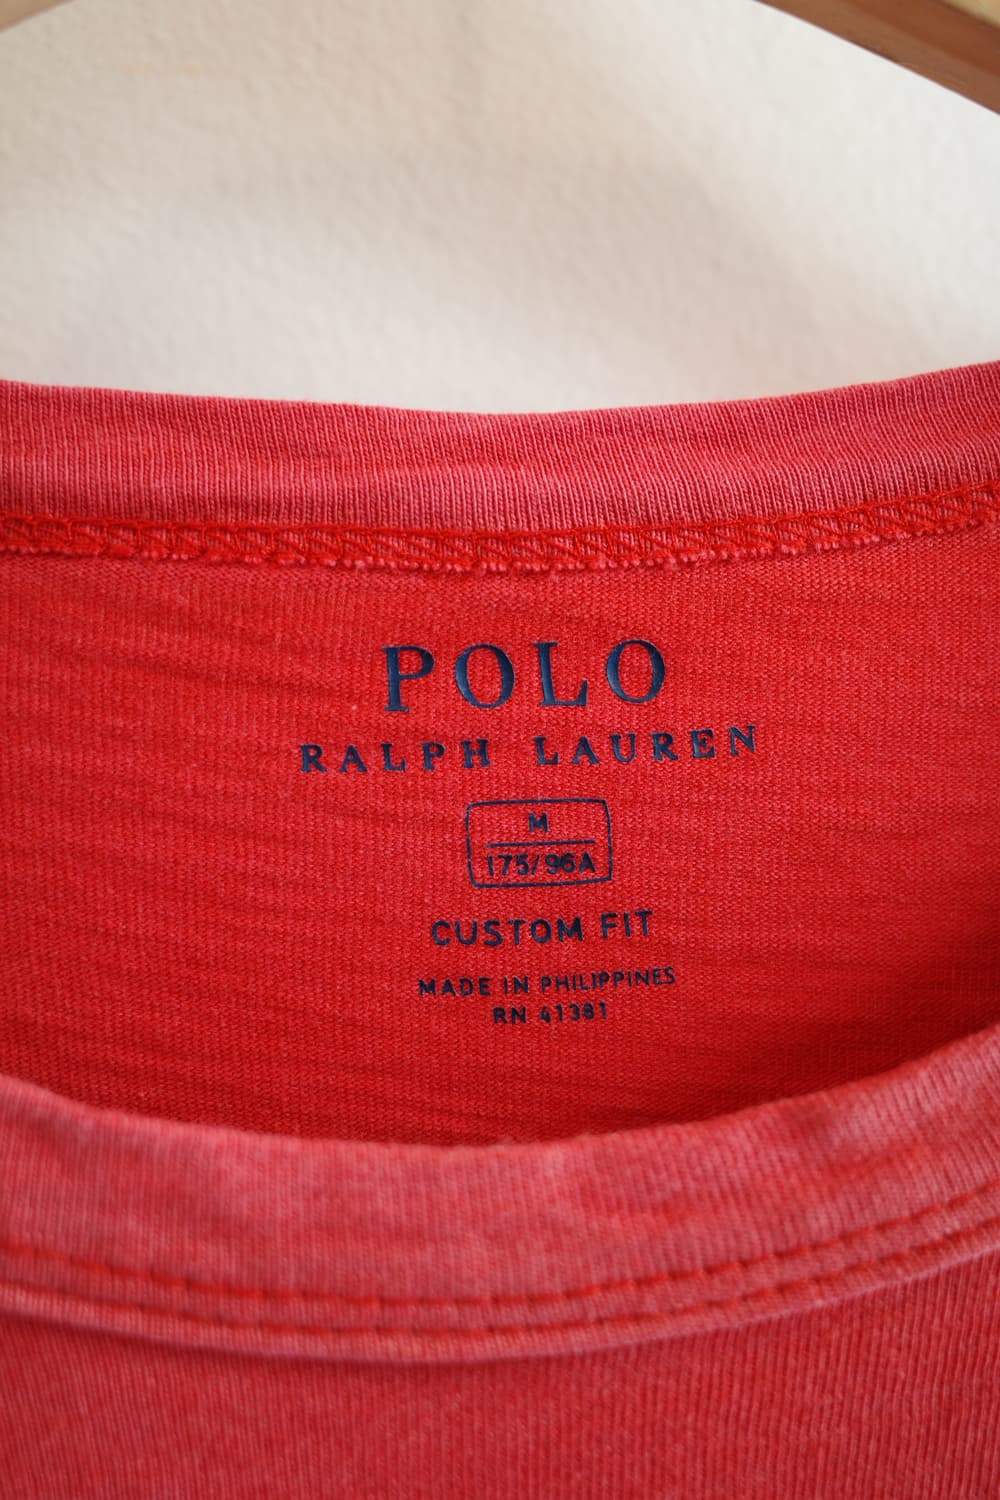 POLO
RALPH LAUREN
M
175/96A
CUSTOM FIT
MADE IN PHILIPPINES
RN 41381